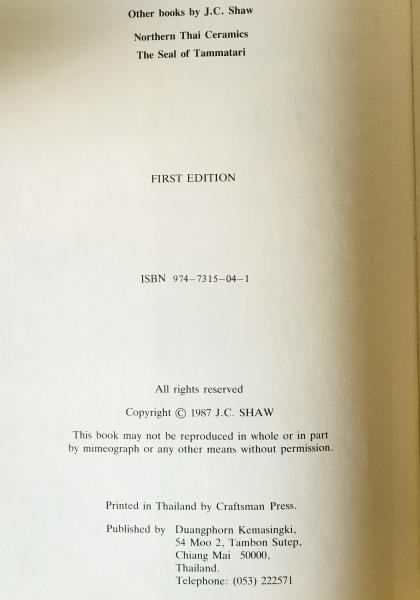 Other books by J.C. Shaw
Northern Thai Ceramics
The Seal of Tammatari
FIRST EDITION
ISBN 974-7315-04-1
All rights reserved
Copyright © 1987 J.C. SHAW
This book may not be reproduced in whole or in part
by mimeograph or any other means without permission.
Printed in Thailand by Craftsman Press.
Published by Duangphorn Kemasingki,
54 Moo 2, Tambon Sutep,
Chiang Mai 50000,
Thailand.
Telephone: (053) 222571